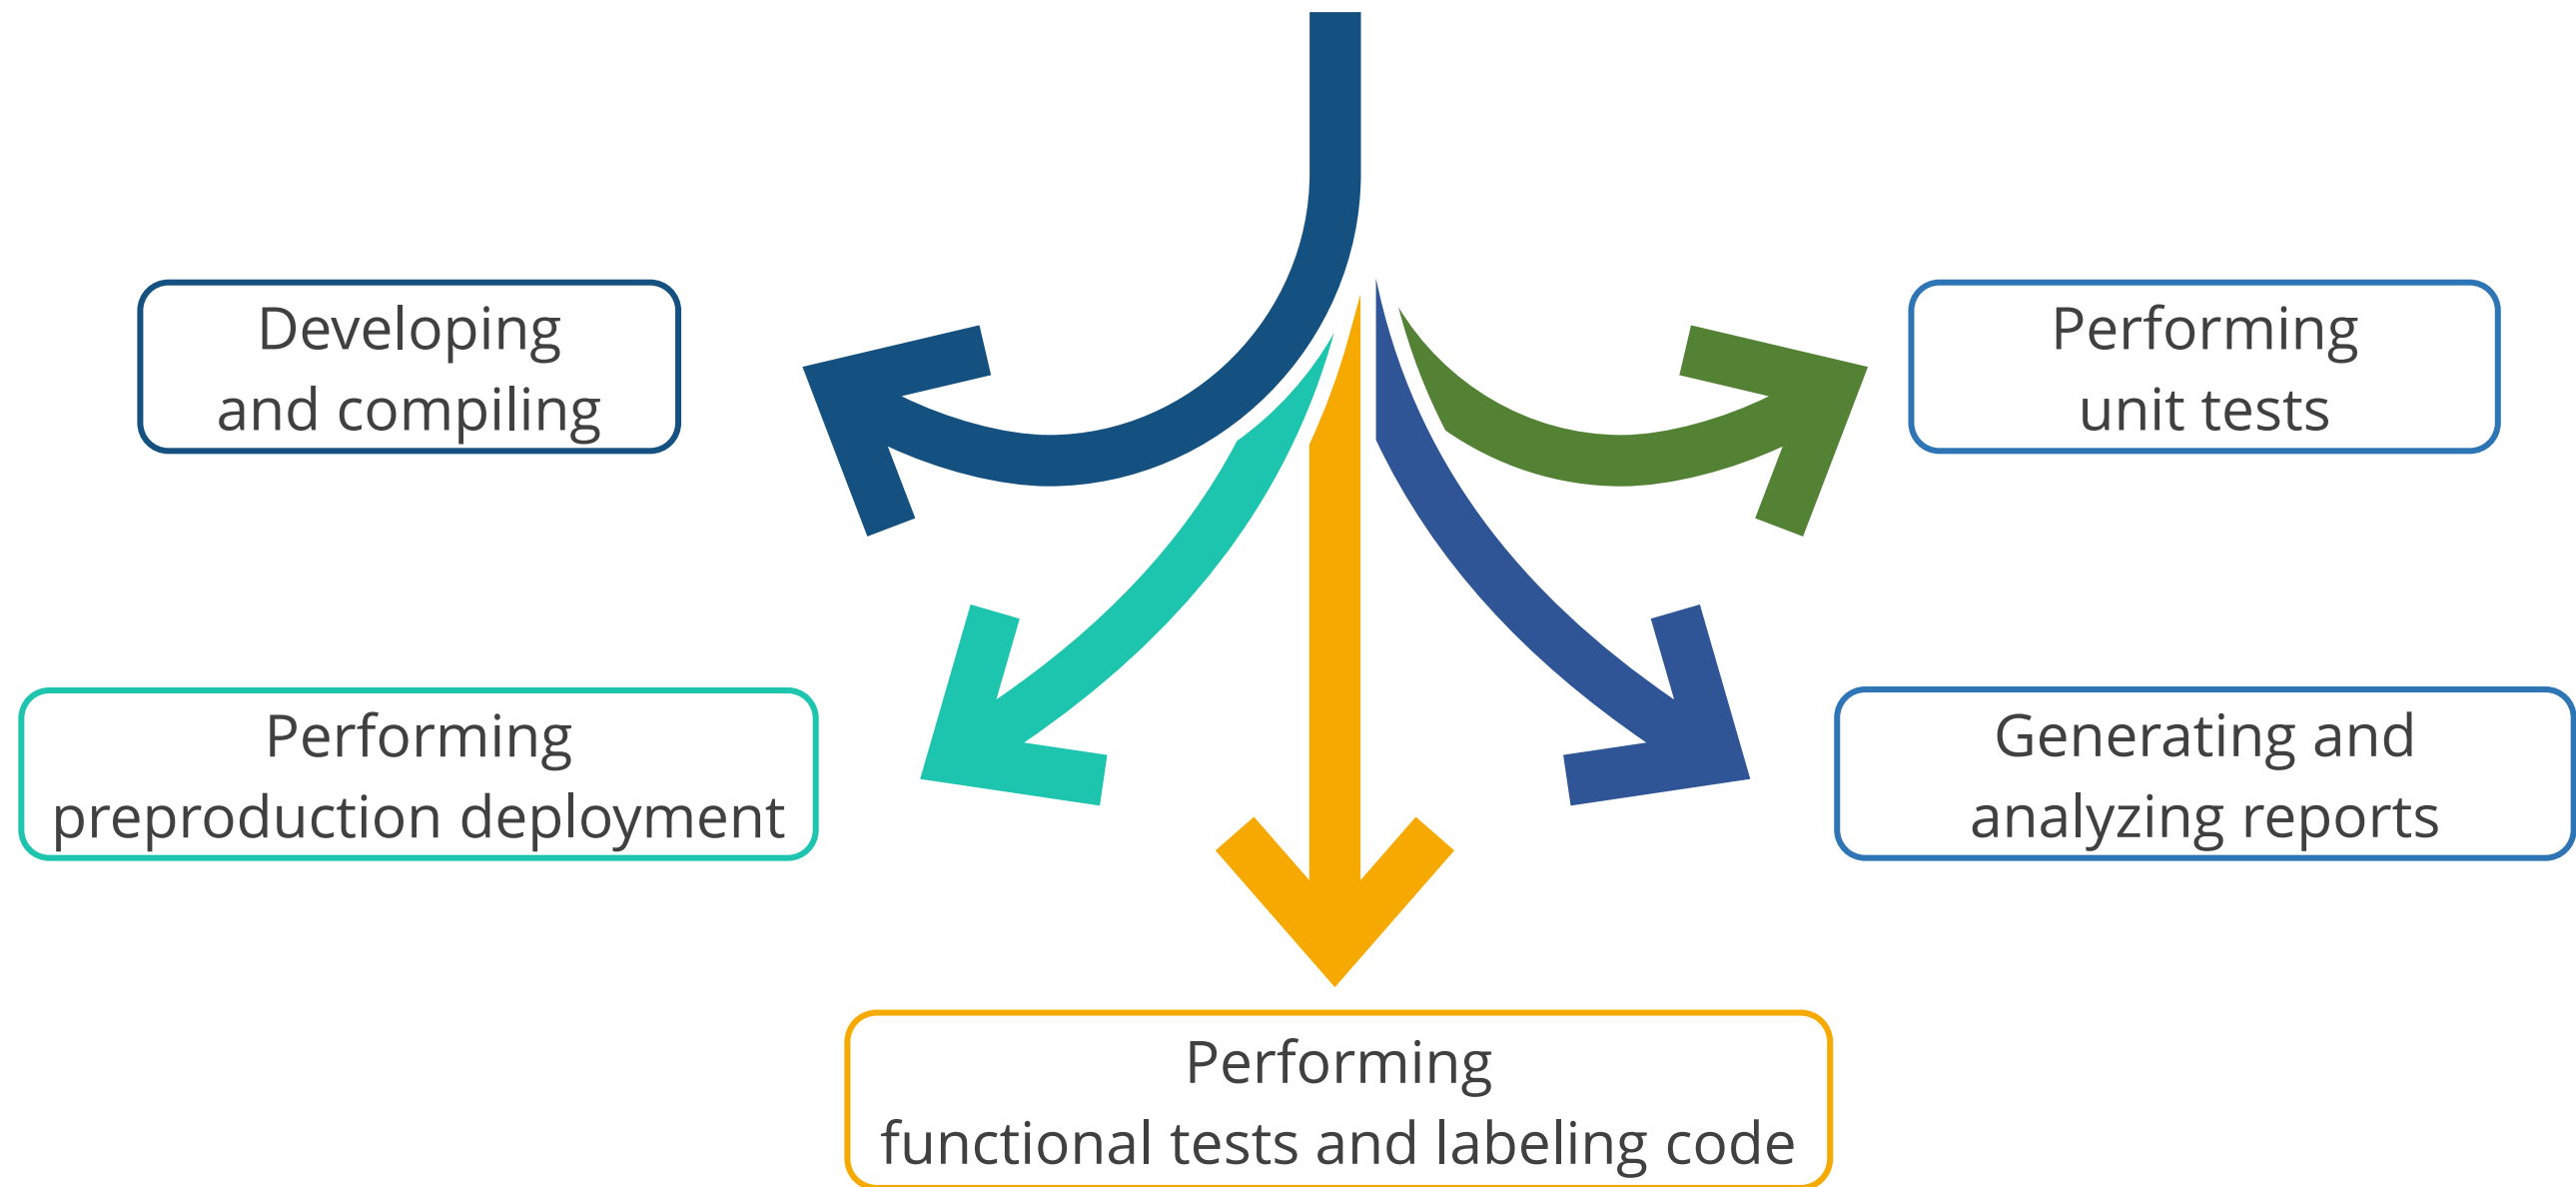 Developing
and compiling
Performing
unit tests
Performing
preproduction deployment
Generating and
analyzing reports
Performing
functional tests and labeling code